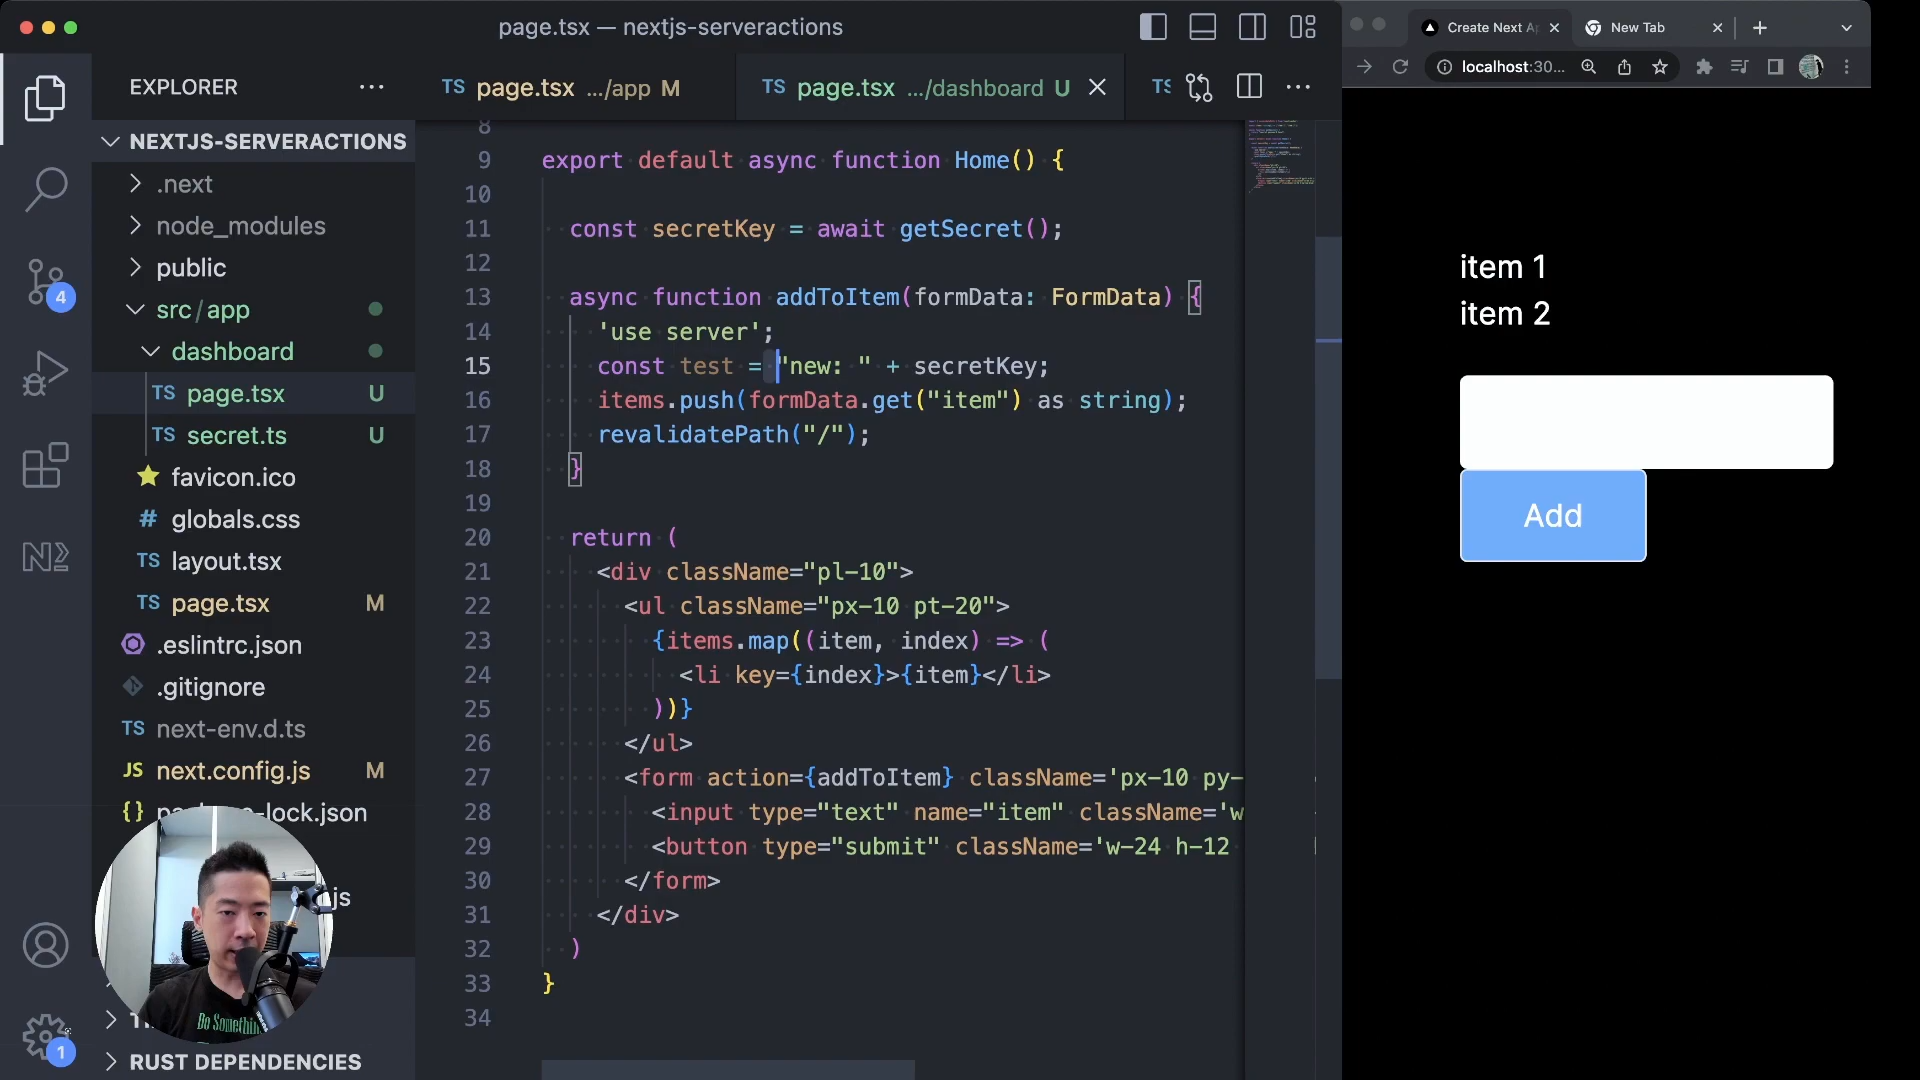 page.tsx — nextjs-serveractions
Create Next Ap
New Tab
localhost:30...
EXPLORER
TS page.tsx .../app M
TS page.tsx .../dashboard U
TS
NEXTJS-SERVERACTIONS
.next
node_modules
public
src/app
dashboard
TS page.tsx U
TS secret.ts U
favicon.ico
# globals.css
TS layout.tsx
TS page.tsx M
.eslintrc.json
.gitignore
TS next-env.d.ts
JS next.config.js M
{} -lock.json
js
RUST DEPENDENCIES
4
1
Do Something
8
9 export default async function Home() {
10
11 const secretKey = await getSecret();
12
13 async function addToItem(formData: FormData) {
14 'use server';
15 const test = "new: " + secretKey;
16 items.push(formData.get("item") as string);
17 revalidatePath("/");
18 }
19
20 return (
21 <div className="pl-10">
22 <ul className="px-10 pt-20">
23 {items.map((item, index) => (
24 <li key={index}>{item}</li>
25 ))}
26 </ul>
27 <form action={addToItem} className='px-10 py-
28 <input type="text" name="item" className='w
29 <button type="submit" className='w-24 h-12
30 </form>
31 </div>
32 )
33 }
34
item 1
item 2
Add